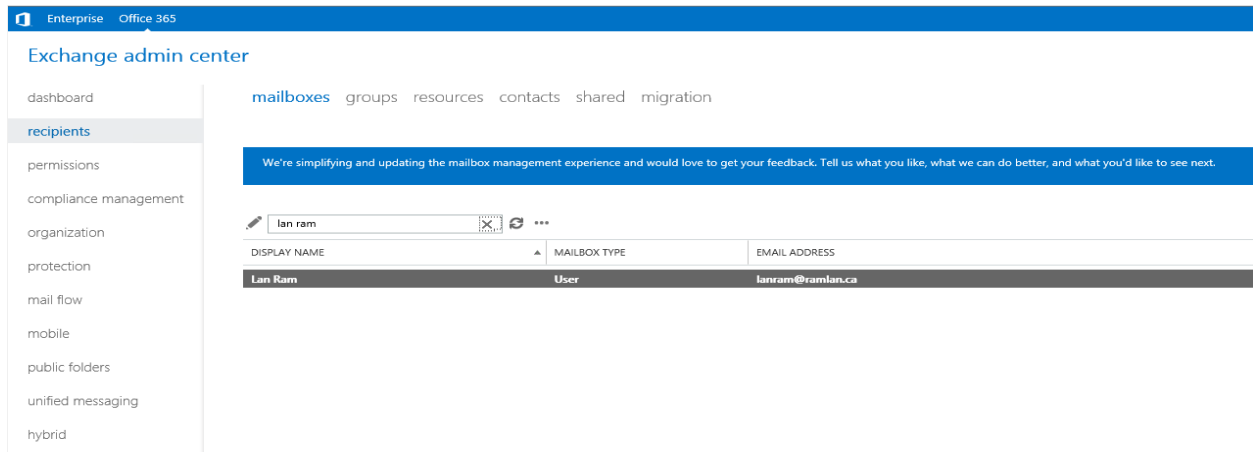 Enterprise Office 365
Exchange admin center
dashboard
recipients
permissions
compliance management
organization
protection
mail flow
mobile
public folders
unified messaging
hybrid
mailboxes groups resources contacts shared migration
We're simplifying and updating the mailbox management experience and would love to get your feedback. Tell us what you like, what we can do better, and what you'd like to see next.
lan ram
DISPLAY NAME MAILBOX TYPE EMAIL ADDRESS
Lan Ram User lanram@ramlan.ca